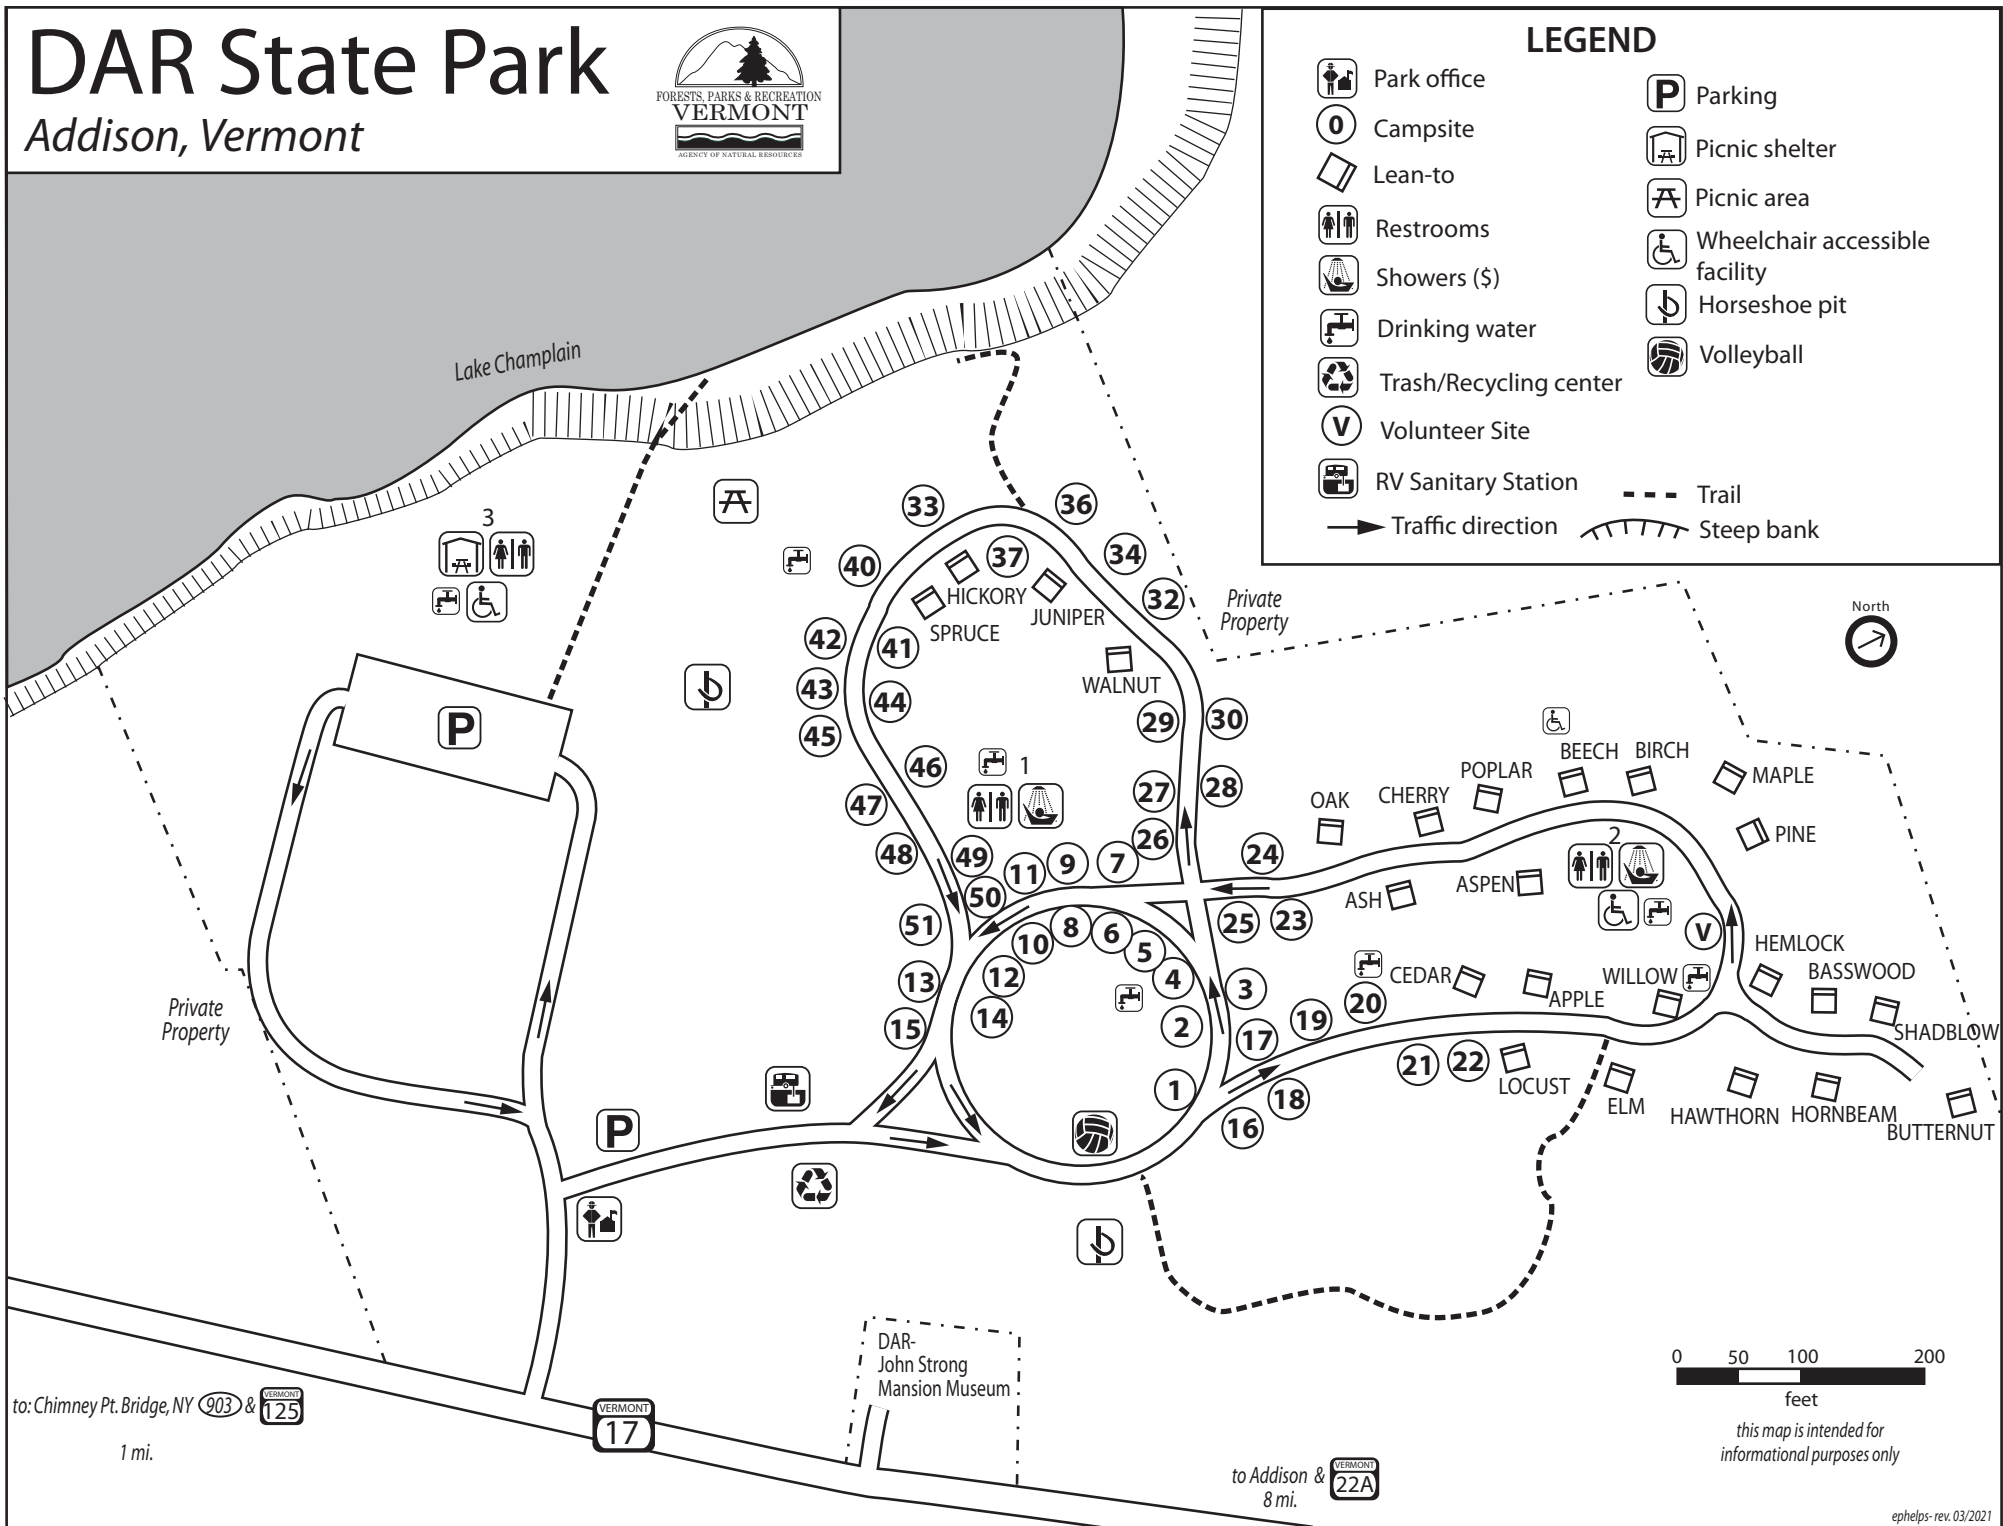 DAR State Park
Addison, Vermont
FORESTS, PARKS & RECREATION
VERMONT
AGENCY OF NATURAL RESOURCES
LEGEND
Park office
0 Campsite
Lean-to
Restrooms
Showers ($)
Drinking water
Trash/Recycling center
V Volunteer Site
RV Sanitary Station
Traffic direction
P Parking
Picnic shelter
Picnic area
Wheelchair accessible
facility
Horseshoe pit
Volleyball
Trail
Steep bank
Lake Champlain
3
33
36
40
37
34
HICKORY
JUNIPER
32
SPRUCE
Private
Property
North
42
41
WALNUT
43
44
45
29
30
P
46
1
47
27
28
26
48
49
11
9
7
24
50
51
10
8
6
5
4
25
23
13
12
3
14
2
15
17
19
20
1
16
18
21
22
OAK
CHERRY
POPLAR
BEECH
BIRCH
MAPLE
PINE
2
ASH
ASPEN
V
HEMLOCK
CEDAR
APPLE
WILLOW
BASSWOOD
SHADBLOW
LOCUST
ELM
HAWTHORN
HORNBEAM
BUTTERNUT
Private
Property
P
DAR-
John Strong
Mansion Museum
to: Chimney Pt. Bridge, NY 903 & VERMONT 125
1 mi.
VERMONT
17
to Addison & VERMONT 22A
8 mi.
0 50 100 200
feet
this map is intended for
informational purposes only
ephelps- rev. 03/2021